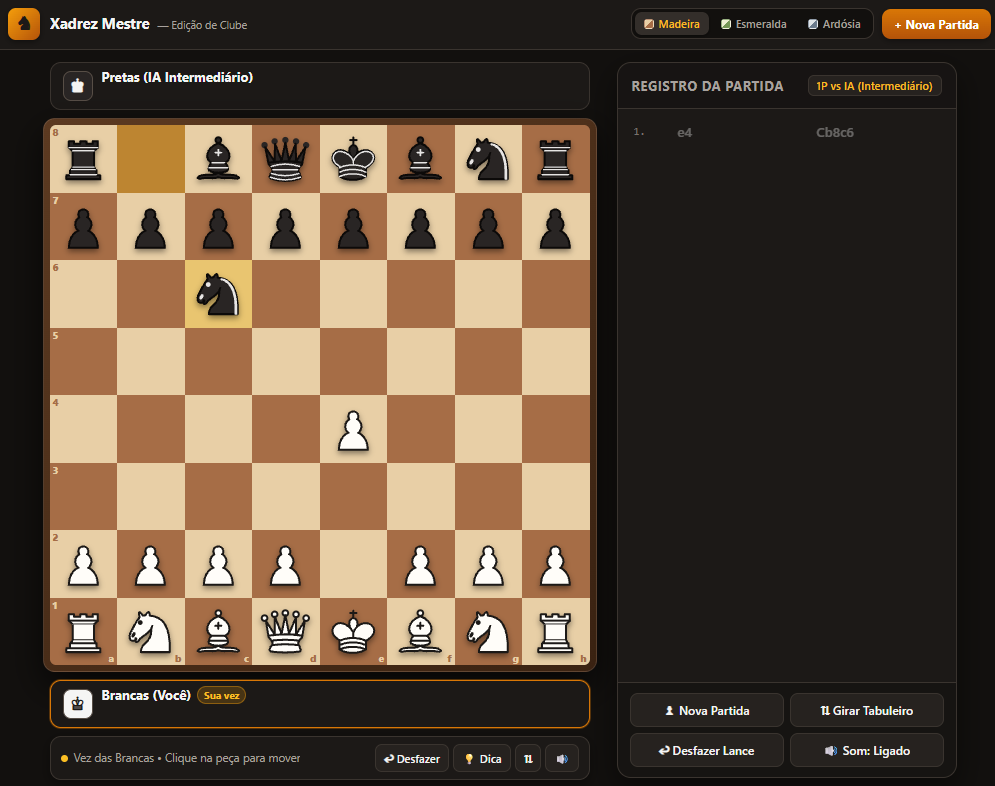 Xadrez Mestre — Edição de Clube
Madeira Esmeralda Ardósia
+ Nova Partida
Pretas (IA Intermediário)
REGISTRO DA PARTIDA
1P vs IA (Intermediário)
1. e4 Cb8c6
8
7
6
5
4
3
2
1
a b c d e f g h
Brancas (Você) Sua vez
Vez das Brancas • Clique na peça para mover
Desfazer
Dica
Nova Partida
Girar Tabuleiro
Desfazer Lance
Som: Ligado